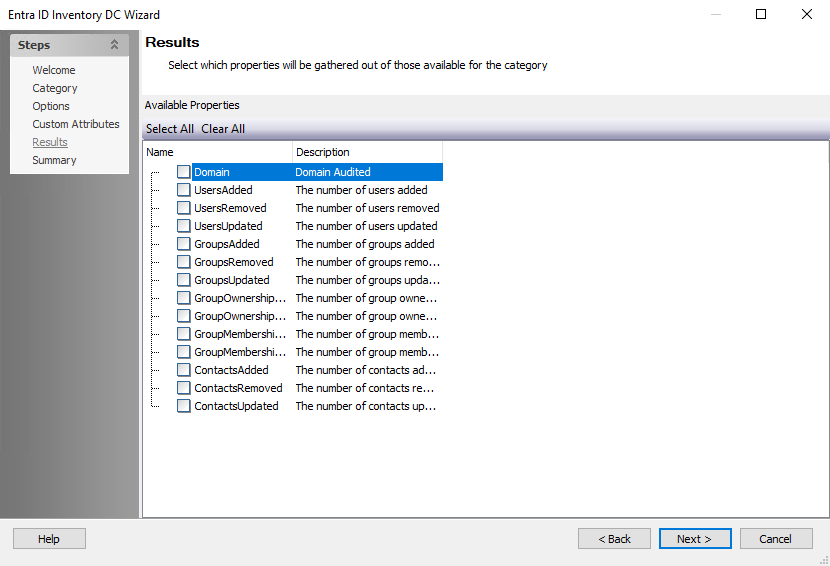 Entra ID Inventory DC Wizard
Steps
Welcome
Category
Options
Custom Attributes
Results
Summary
Results
Select which properties will be gathered out of those available for the category
Available Properties
Select All Clear All
Name Description
Domain Domain Audited
UsersAdded The number of users added
UsersRemoved The number of users removed
UsersUpdated The number of users updated
GroupsAdded The number of groups added
GroupsRemoved The number of groups remo...
GroupsUpdated The number of groups upda...
GroupOwnership... The number of group owne...
GroupOwnership... The number of group owne...
GroupMembershi... The number of group memb...
GroupMembershi... The number of group memb...
ContactsAdded The number of contacts ad...
ContactsRemoved The number of contacts re...
ContactsUpdated The number of contacts up...
Help < Back Next > Cancel